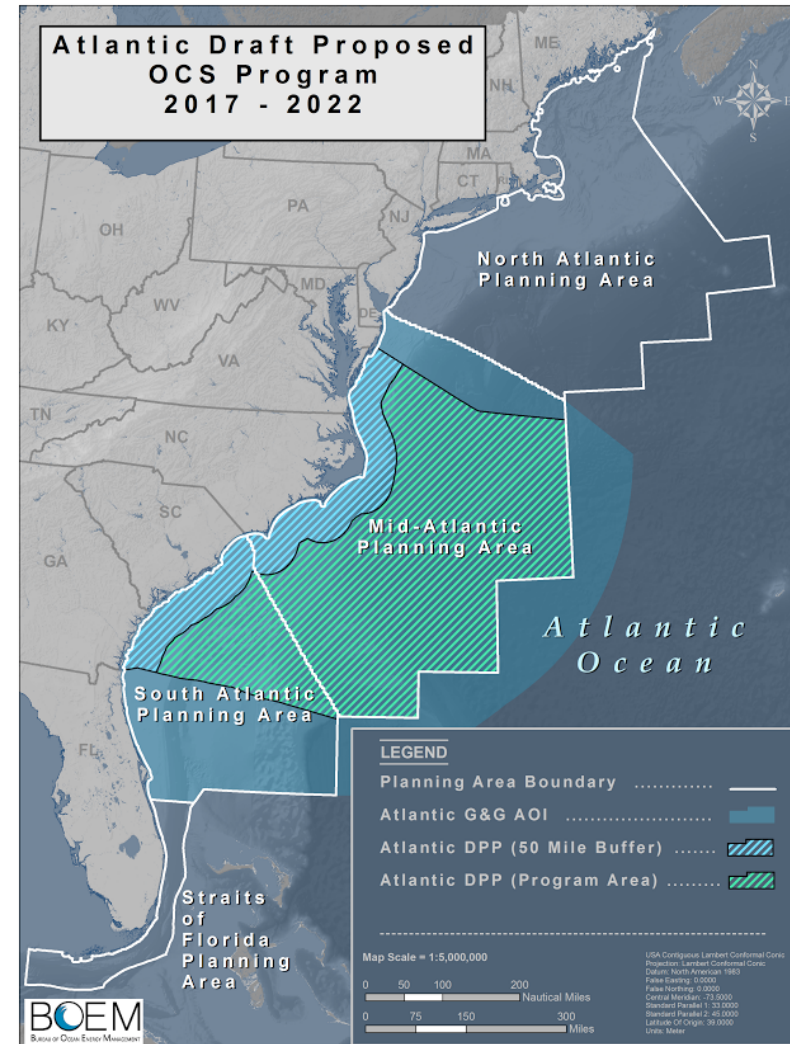 Atlantic Draft Proposed
OCS Program
2017 - 2022
ME
N
W
E
S
NH
MA
CT
RI
PA
NJ
OH
North Atlantic
Planning Area
MD
DE
WV
KY
VA
TN
NC
SC
Mid-Atlantic
Planning Area
GA
Atlantic
Ocean
South Atlantic
Planning Area
FL
LEGEND
Planning Area Boundary .............
Atlantic G&G AOI ........................
Atlantic DPP (50 Mile Buffer) .......
Atlantic DPP (Program Area) .........
Straits
of
Florida
Planning
Area
Map Scale = 1:5,000,000
0 50 100 200
Nautical Miles
0 75 150 300
Miles
USA Contiguous Lambert Conformal Conic
Projection: Lambert Conformal Conic
Datum: North American 1983
False Easting: 0.0000
False Northing: 0.0000
Central Meridian: -73.5000
Standard Parallel 1: 33.0000
Standard Parallel 2: 45.0000
Latitude Of Origin: 39.0000
Units: Meter
BOEM
Bureau of Ocean Energy Management